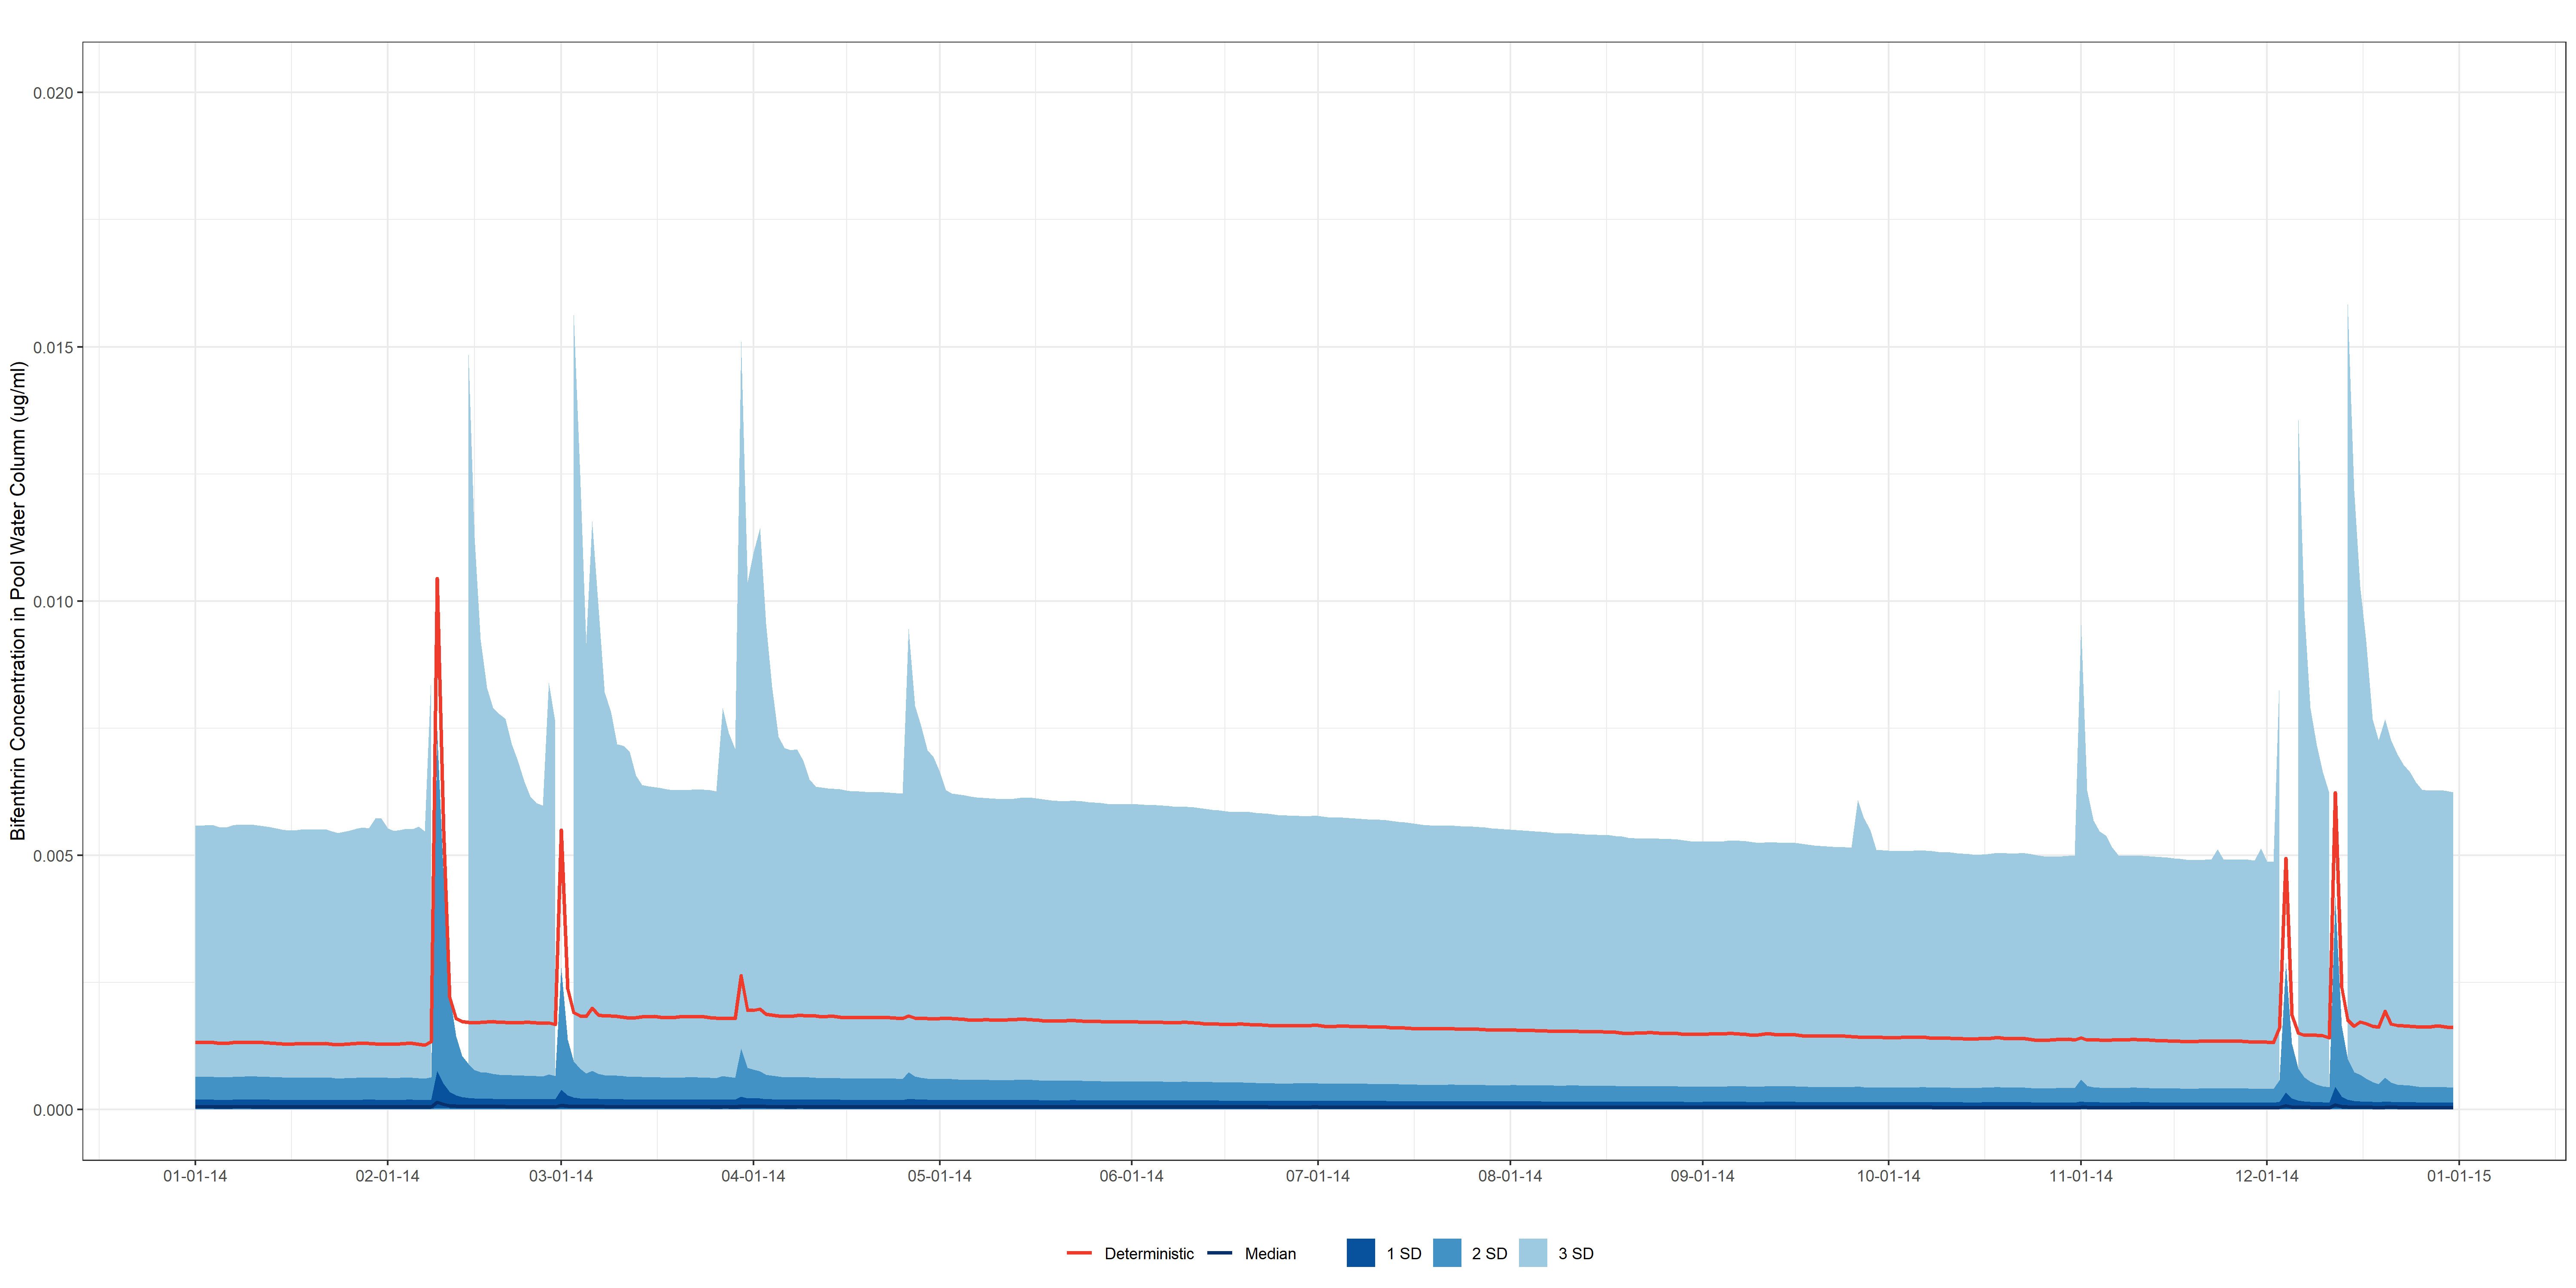 Bifenthrin Concentration in Pool Water Column (ug/ml)
0.020
0.015
0.010
0.005
0.000
01-01-14 02-01-14 03-01-14 04-01-14 05-01-14 06-01-14 07-01-14 08-01-14 09-01-14 10-01-14 11-01-14 12-01-14 01-01-15
Deterministic Median 1 SD 2 SD 3 SD